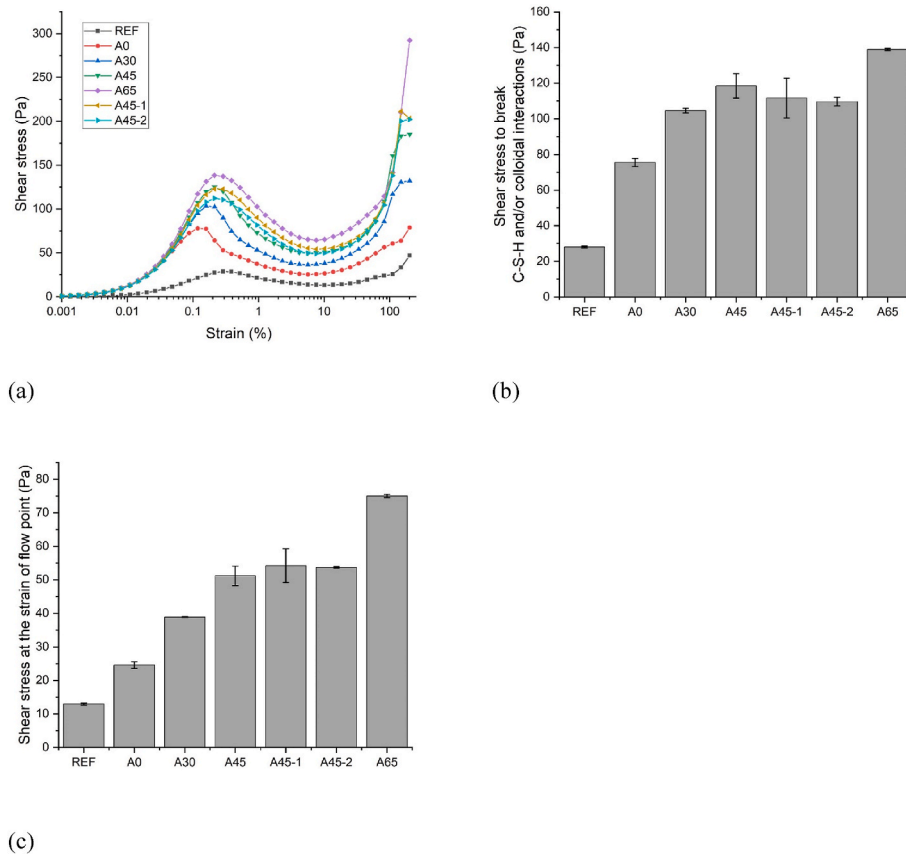 REF
A0
A30
A45
A65
A45-1
A45-2
Shear stress (Pa)
300
250
200
150
100
50
0
0.001 0.01 0.1 1 10 100
Strain (%)
(a)
Shear stress to break
C-S-H and/or colloidal interactions (Pa)
160
140
120
100
80
60
40
20
0
REF A0 A30 A45 A45-1 A45-2 A65
(b)
Shear stress at the strain of flow point (Pa)
80
70
60
50
40
30
20
10
0
REF A0 A30 A45 A45-1 A45-2 A65
(c)